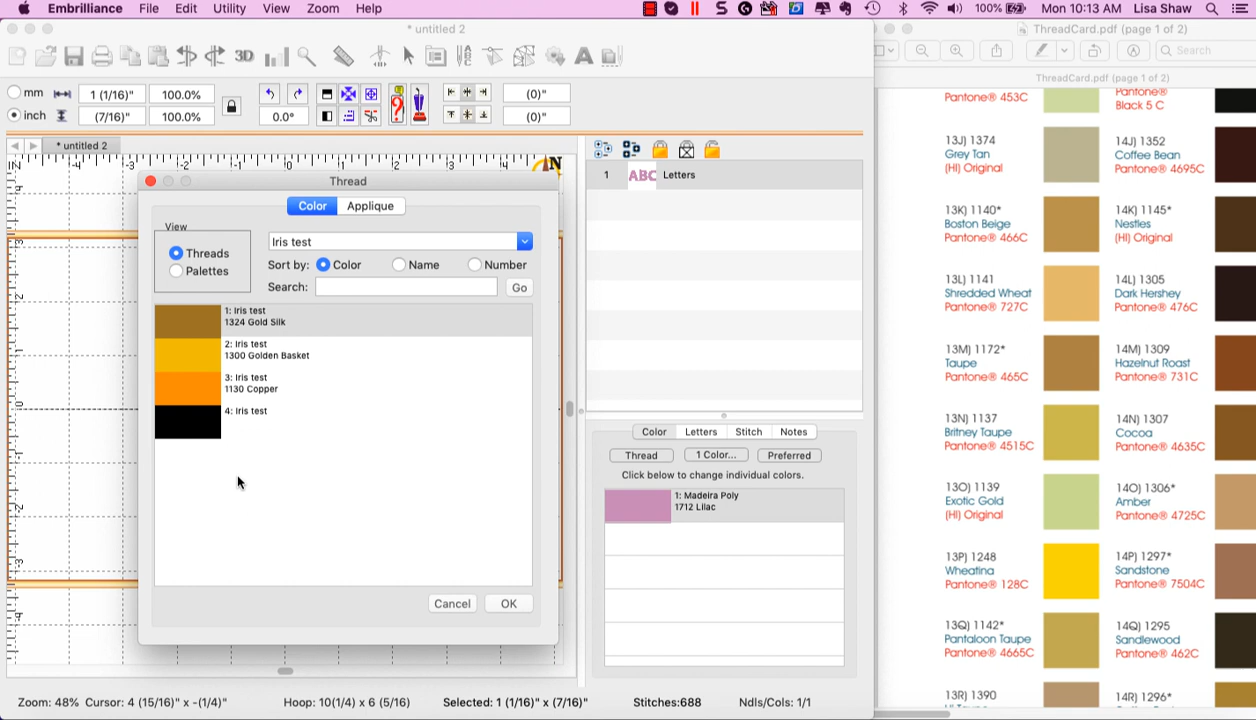 Embrilliance File Edit Utility View Zoom Help 100% Mon 10:13 AM Lisa Shaw
* untitled 2
ThreadCard.pdf (page 1 of 2)
3D
Search
mm 1 (1/16)" 100.0% (0)"
inch (7/16)" 100.0% 0.0° (0)"
ThreadCard.pdf (page 1 of 2)
* untitled 2
Thread
Color Applique
View
Threads
Palettes
Iris test
Sort by: Color Name Number
Search: Go
1: Iris test
1324 Gold Silk
2: Iris test
1300 Golden Basket
3: Iris test
1130 Copper
4: Iris test
Cancel OK
1 ABC Letters
Color Letters Stitch Notes
Thread 1 Color... Preferred
Click below to change individual colors.
1: Madeira Poly
1712 Lilac
Pantone® 453C
13J) 1374
Grey Tan
(HI) Original
13K) 1140*
Boston Beige
Pantone® 466C
13L) 1141
Shredded Wheat
Pantone® 727C
13M) 1172*
Taupe
Pantone® 465C
13N) 1137
Britney Taupe
Pantone® 4515C
13O) 1139
Exotic Gold
(HI) Original
13P) 1248
Wheatina
Pantone® 128C
13Q) 1142*
Pantaloon Taupe
Pantone® 4665C
13R) 1390
Pantone®
Black 5 C
14J) 1352
Coffee Bean
Pantone® 4695C
14K) 1145*
Nestles
(HI) Original
14L) 1305
Dark Hershey
Pantone® 476C
14M) 1309
Hazelnut Roast
Pantone® 731C
14N) 1307
Cocoa
Pantone® 4635C
14O) 1306*
Amber
Pantone® 4725C
14P) 1297*
Sandstone
Pantone® 7504C
14Q) 1295
Sandlewood
Pantone® 462C
14R) 1296*
Zoom: 48% Cursor: 4 (15/16)" x -(1/4)" Hoop: 10(1/4) x 6 (5/16) Selected: 1 (1/16)" x (7/16)" Stitches:688 Ndls/Cols: 1/1